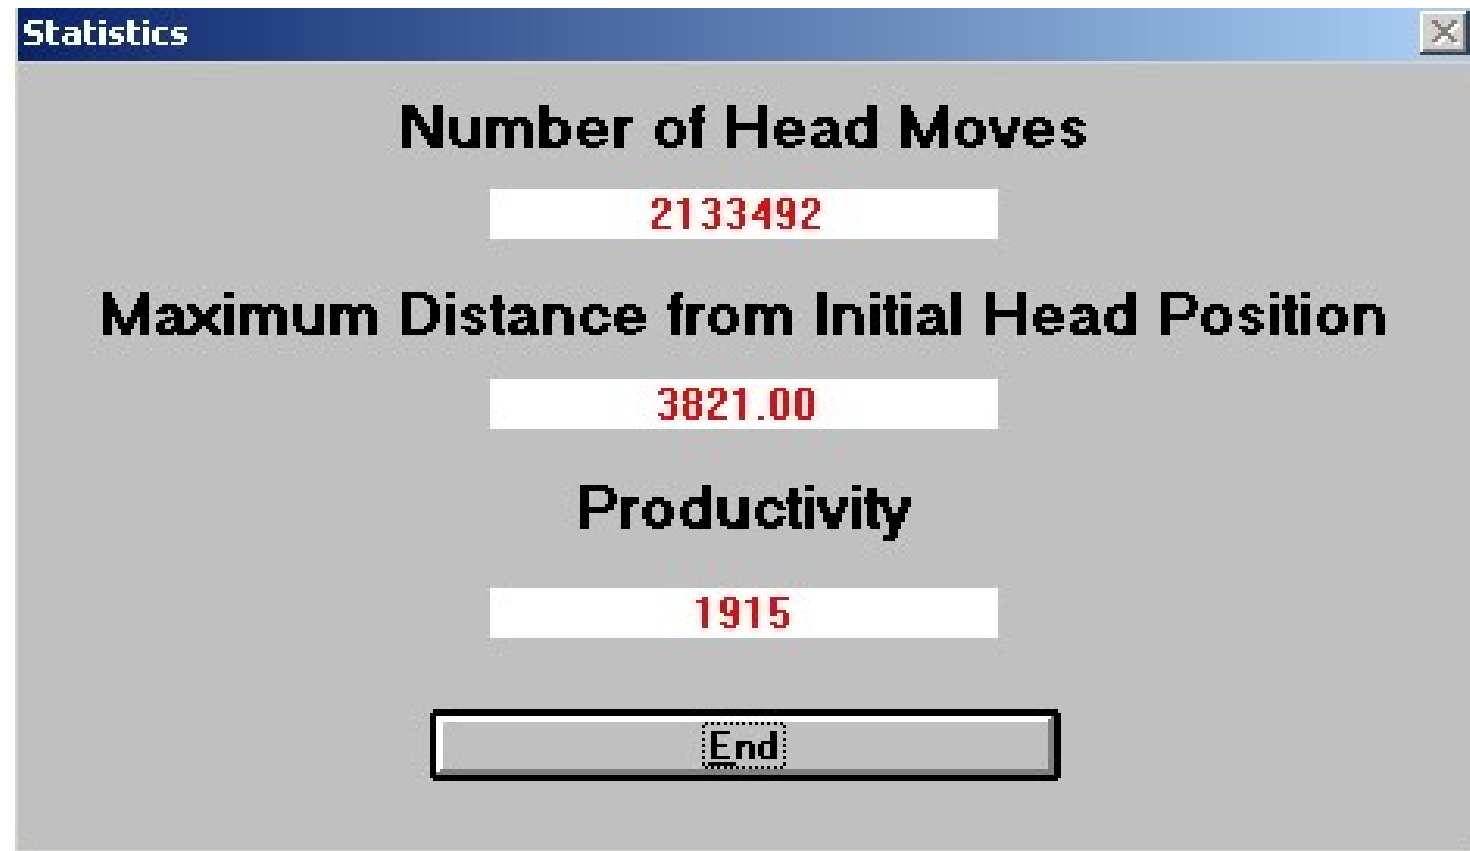 Statistics
Number of Head Moves
2133492
Maximum Distance from Initial Head Position
3821.00
Productivity
1915
End